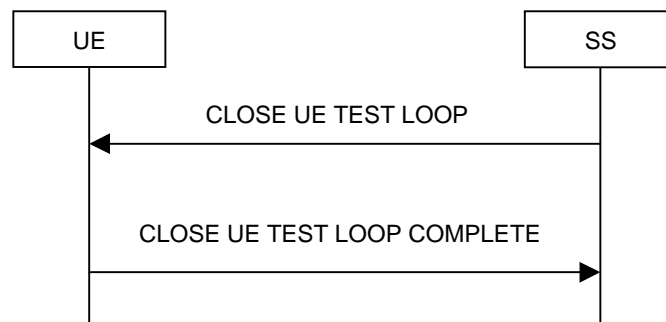 UE
SS
CLOSE UE TEST LOOP
CLOSE UE TEST LOOP COMPLETE